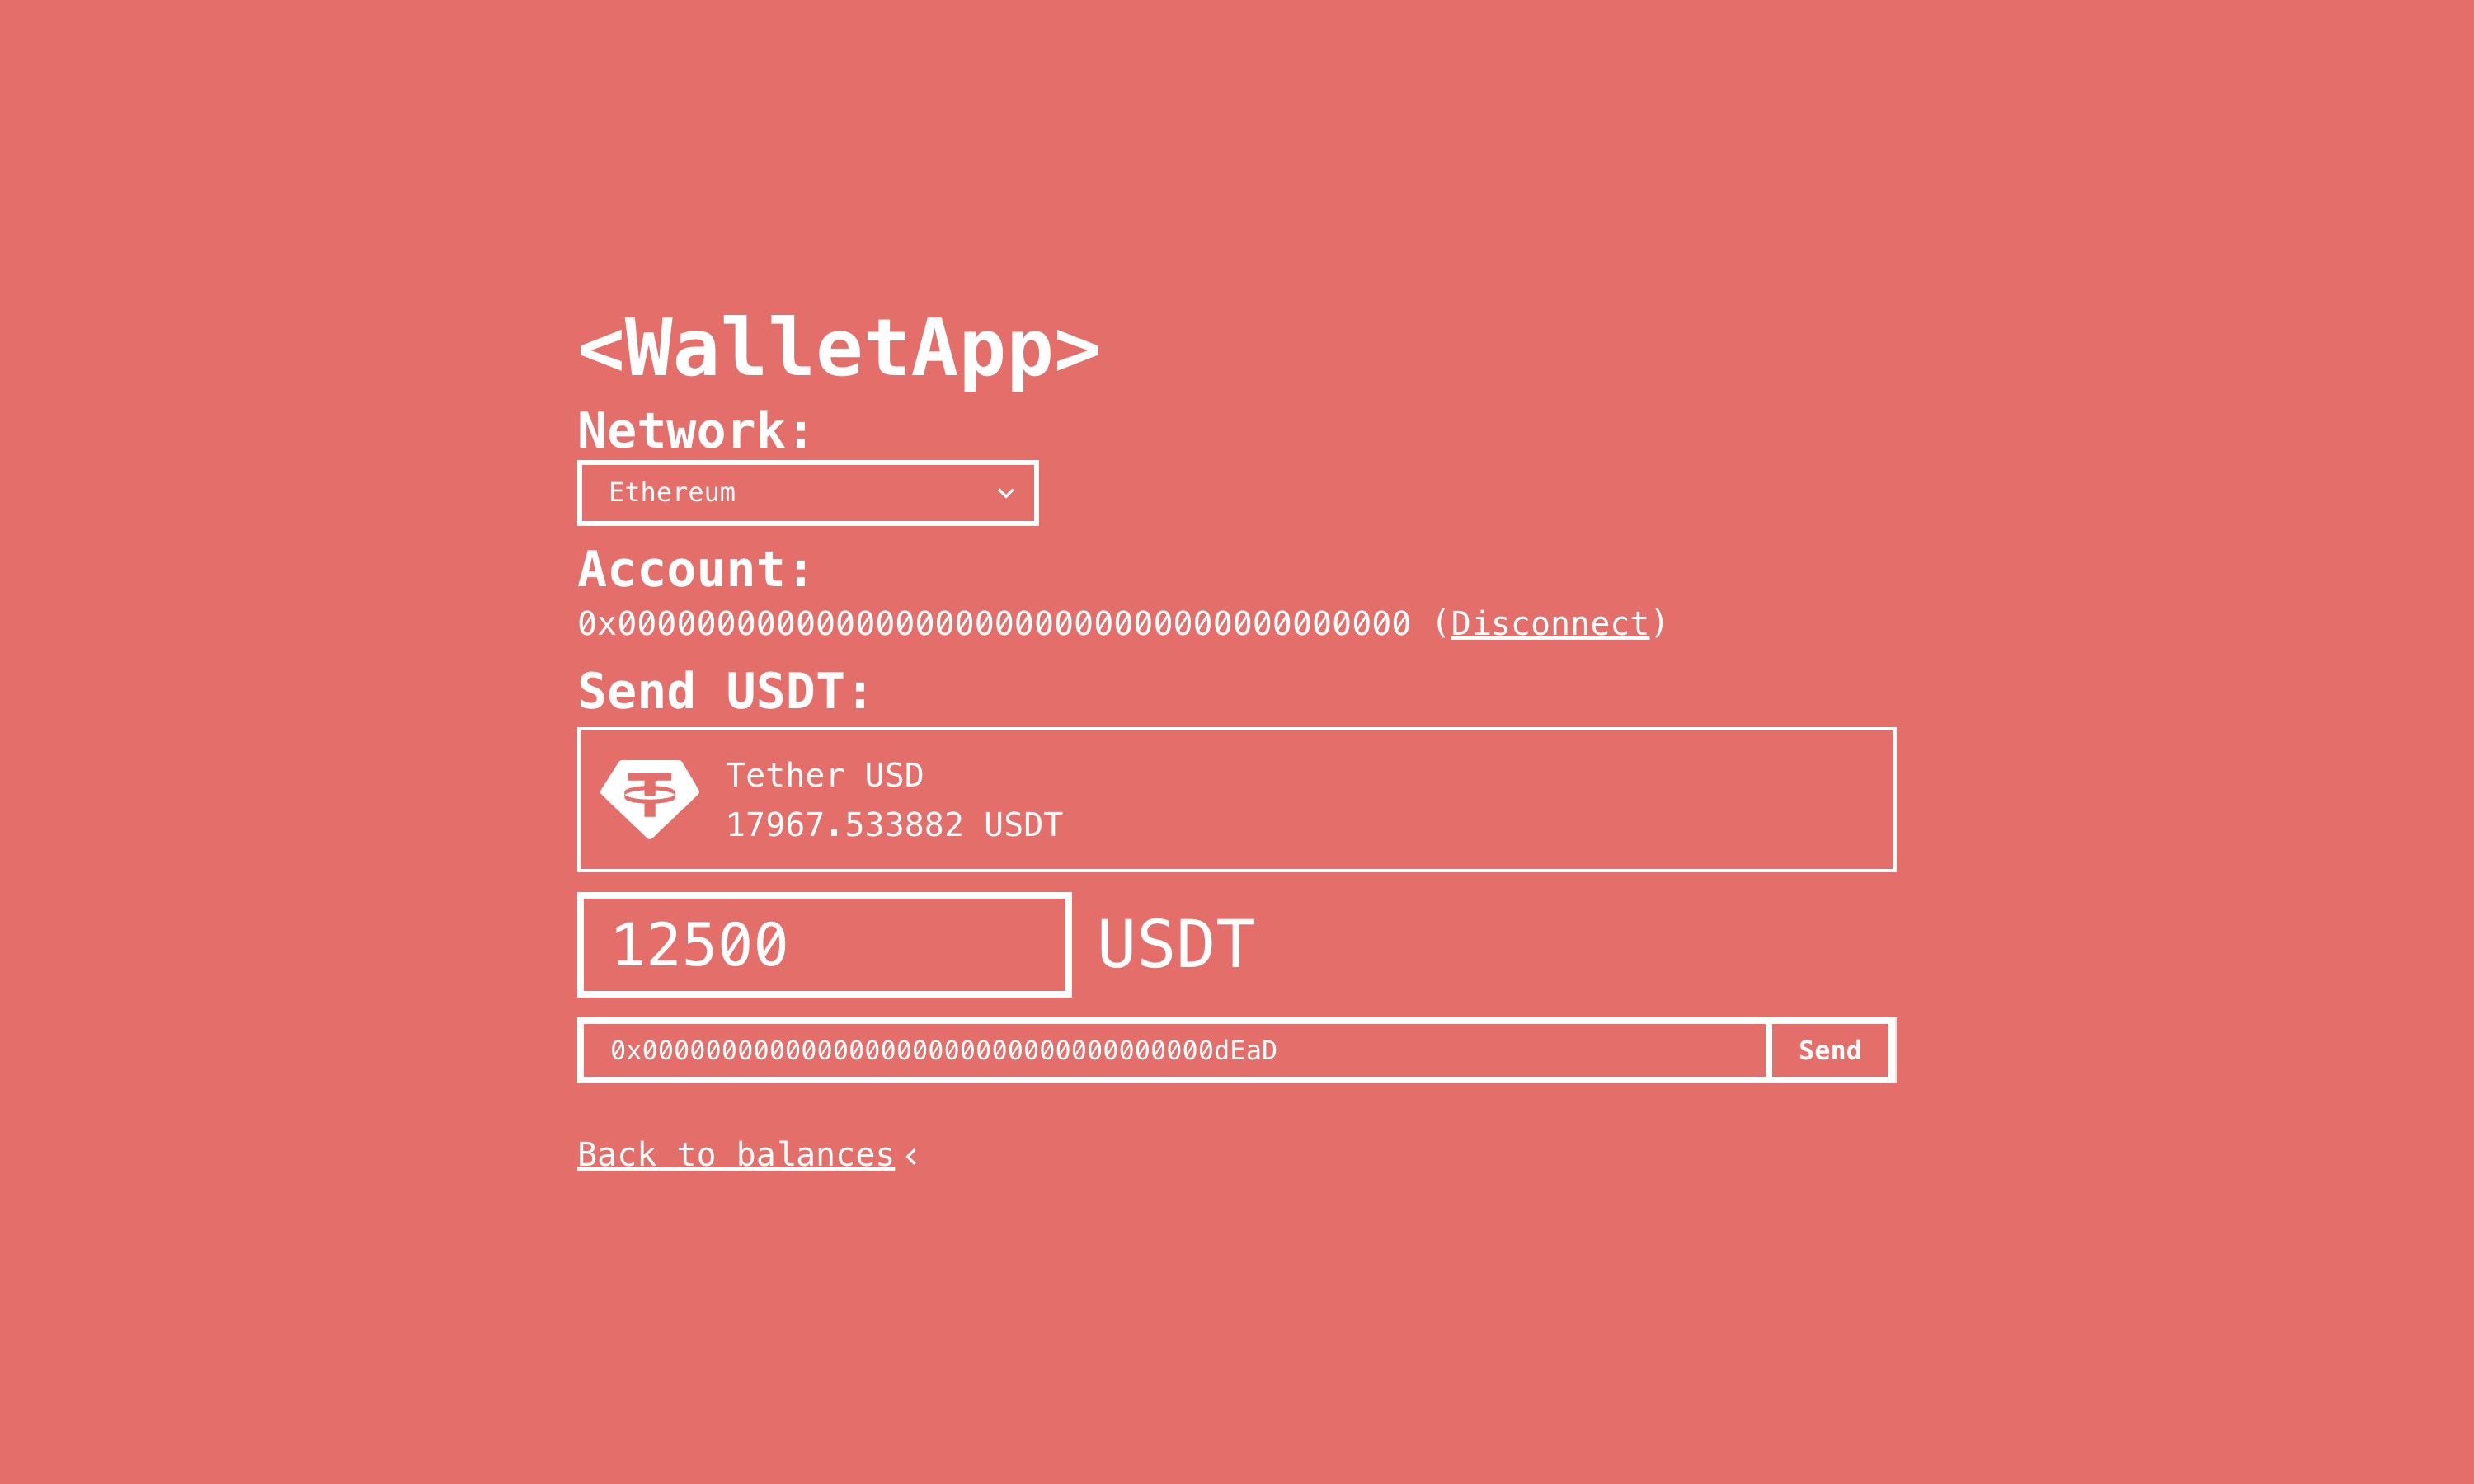 <WalletApp>
Network:
Ethereum
Account:
0x0000000000000000000000000000000000000000 (Disconnect)
Send USDT:
Tether USD
17967.533882 USDT
12500 USDT
0x000000000000000000000000000000000000dEaD Send
Back to balances